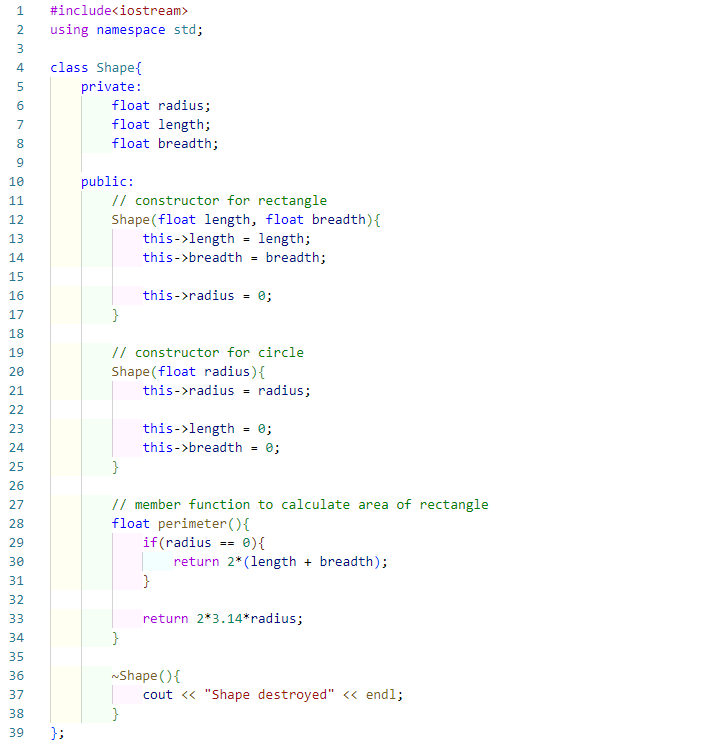 1 #include<iostream>
2 using namespace std;
3
4 class Shape{
5     private:
6         float radius;
7         float length;
8         float breadth;
9
10     public:
11         // constructor for rectangle
12         Shape(float length, float breadth){
13             this->length = length;
14             this->breadth = breadth;
15
16             this->radius = 0;
17         }
18
19         // constructor for circle
20         Shape(float radius){
21             this->radius = radius;
22
23             this->length = 0;
24             this->breadth = 0;
25         }
26
27         // member function to calculate area of rectangle
28         float perimeter(){
29             if(radius == 0){
30                 return 2*(length + breadth);
31             }
32
33             return 2*3.14*radius;
34         }
35
36         ~Shape(){
37             cout << "Shape destroyed" << endl;
38         }
39 };